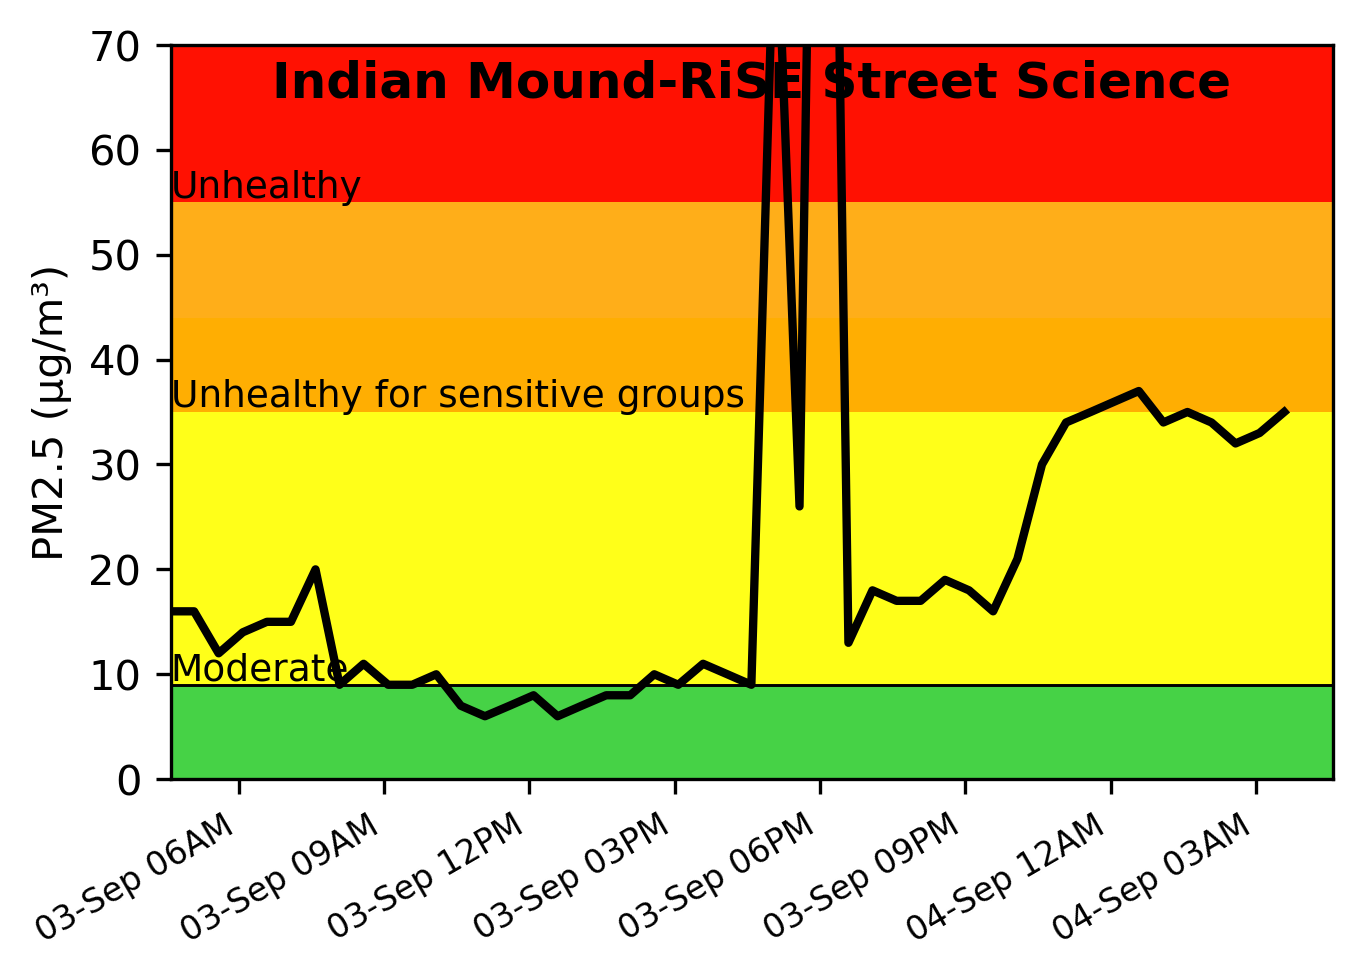 Indian Mound-RiSE Street Science
PM2.5 (µg/m³)
70
60
Unhealthy
50
40
Unhealthy for sensitive groups
30
20
10
Moderate
0
03-Sep 06AM
03-Sep 09AM
03-Sep 12PM
03-Sep 03PM
03-Sep 06PM
03-Sep 09PM
04-Sep 12AM
04-Sep 03AM